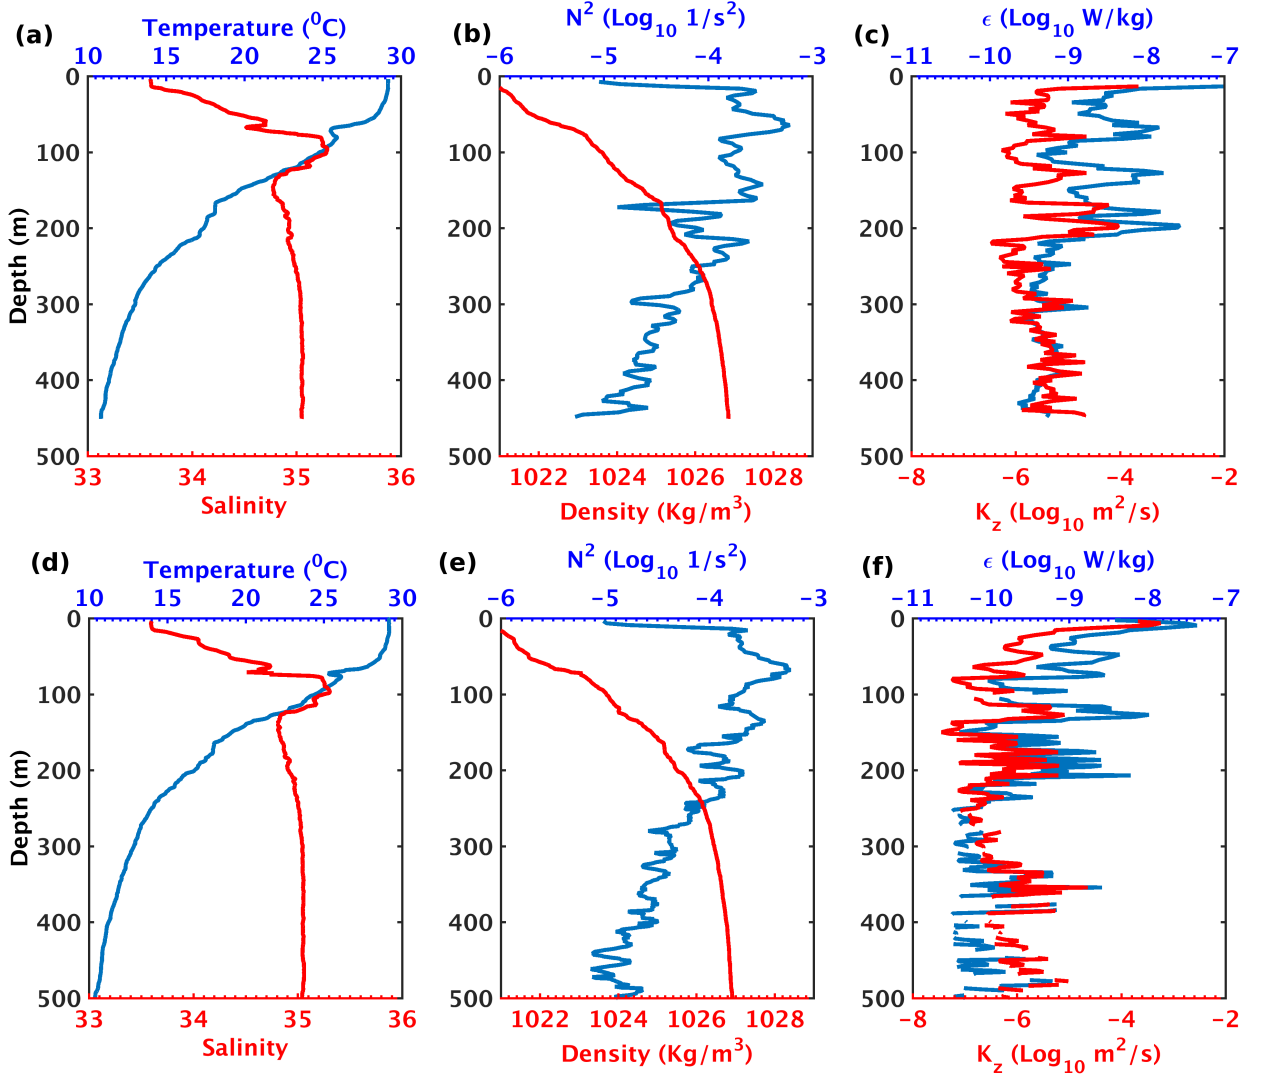 (a) Temperature (⁰C)
10 15 20 25 30
0
100
200
300
400
500
Depth (m)
33 34 35 36
Salinity
(b) N² (Log₁₀ 1/s²)
−6 −5 −4 −3
0
100
200
300
400
500
1022 1024 1026 1028
Density (Kg/m³)
(c) ϵ (Log₁₀ W/kg)
−11 −10 −9 −8 −7
0
100
200
300
400
500
−8 −6 −4 −2
K_z (Log₁₀ m²/s)
(d) Temperature (⁰C)
10 15 20 25 30
0
100
200
300
400
500
Depth (m)
33 34 35 36
Salinity
(e) N² (Log₁₀ 1/s²)
−6 −5 −4 −3
0
100
200
300
400
500
1022 1024 1026 1028
Density (Kg/m³)
(f) ϵ (Log₁₀ W/kg)
−11 −10 −9 −8 −7
0
100
200
300
400
500
−8 −6 −4 −2
K_z (Log₁₀ m²/s)